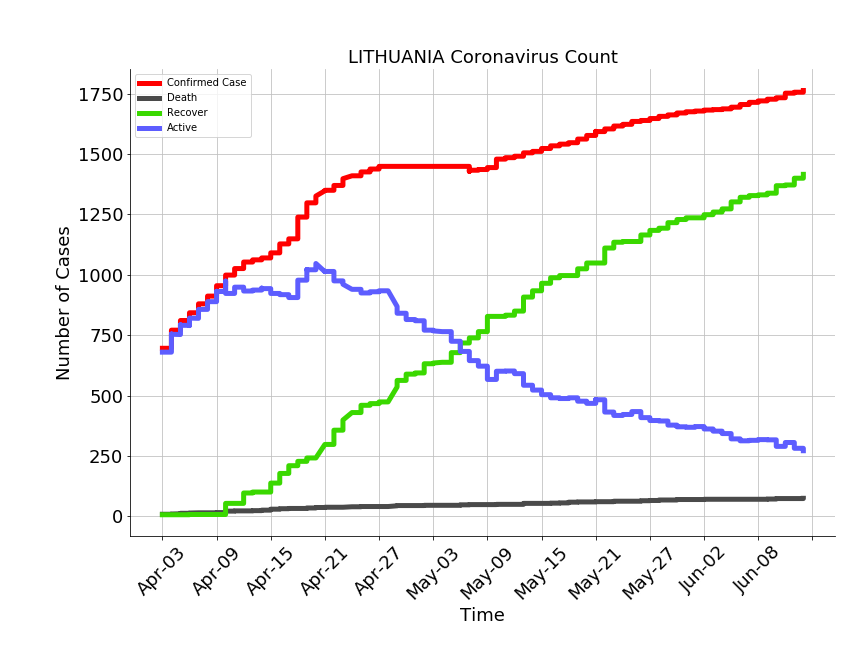 LITHUANIA Coronavirus Count
Confirmed Case
Death
Recover
Active
Number of Cases
1750
1500
1250
1000
750
500
250
0
Apr-03
Apr-09
Apr-15
Apr-21
Apr-27
May-03
May-09
May-15
May-21
May-27
Jun-02
Jun-08
Time